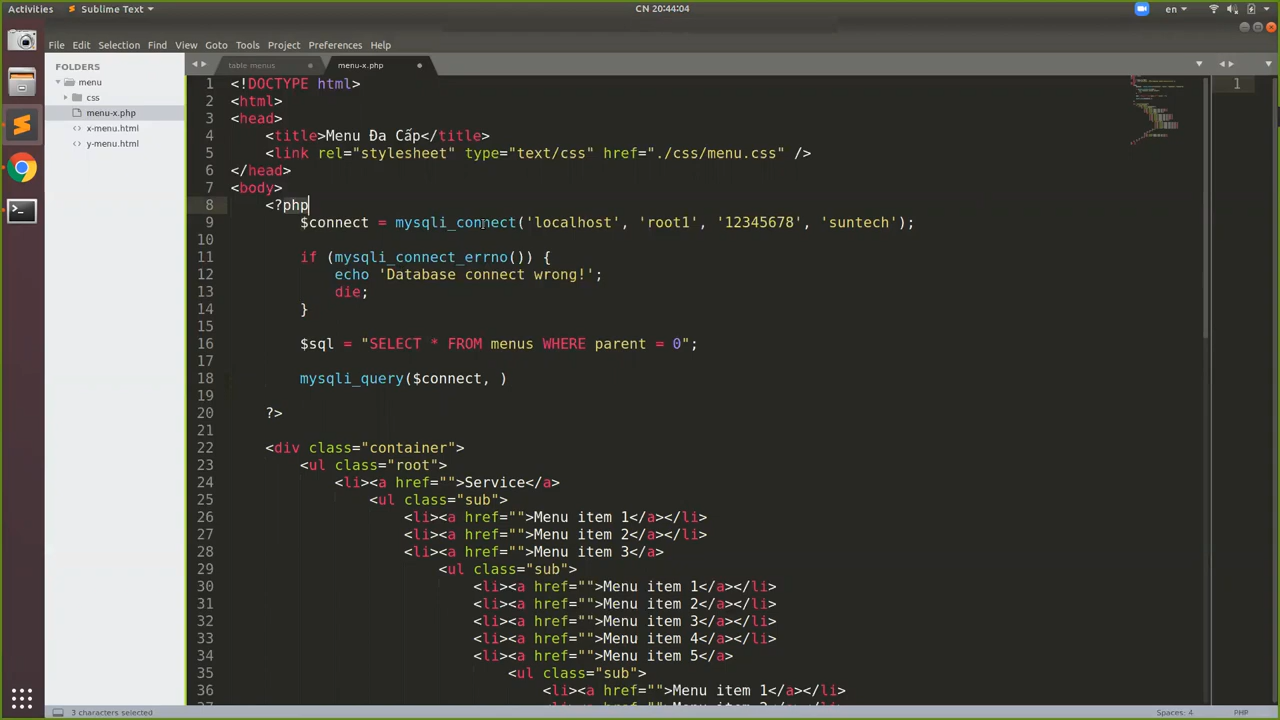 Activities
Sublime Text
CN 20:44:04
en
File Edit Selection Find View Goto Tools Project Preferences Help
FOLDERS
menu
css
menu-x.php
x-menu.html
y-menu.html
table menus
menu-x.php
1 <!DOCTYPE html>
2 <html>
3 <head>
4 <title>Menu Đa Cấp</title>
5 <link rel="stylesheet" type="text/css" href="./css/menu.css" />
6 </head>
7 <body>
8 <?php
9 $connect = mysqli_connect('localhost', 'root1', '12345678', 'suntech');
10
11 if (mysqli_connect_errno()) {
12 echo 'Database connect wrong!';
13 die;
14 }
15
16 $sql = "SELECT * FROM menus WHERE parent = 0";
17
18 mysqli_query($connect, )
19
20 ?>
21
22 <div class="container">
23 <ul class="root">
24 <li><a href="">Service</a>
25 <ul class="sub">
26 <li><a href="">Menu item 1</a></li>
27 <li><a href="">Menu item 2</a></li>
28 <li><a href="">Menu item 3</a>
29 <ul class="sub">
30 <li><a href="">Menu item 1</a></li>
31 <li><a href="">Menu item 2</a></li>
32 <li><a href="">Menu item 3</a></li>
33 <li><a href="">Menu item 4</a></li>
34 <li><a href="">Menu item 5</a>
35 <ul class="sub">
36 <li><a href="">Menu item 1</a></li>
1
3 characters selected
Spaces: 4
PHP